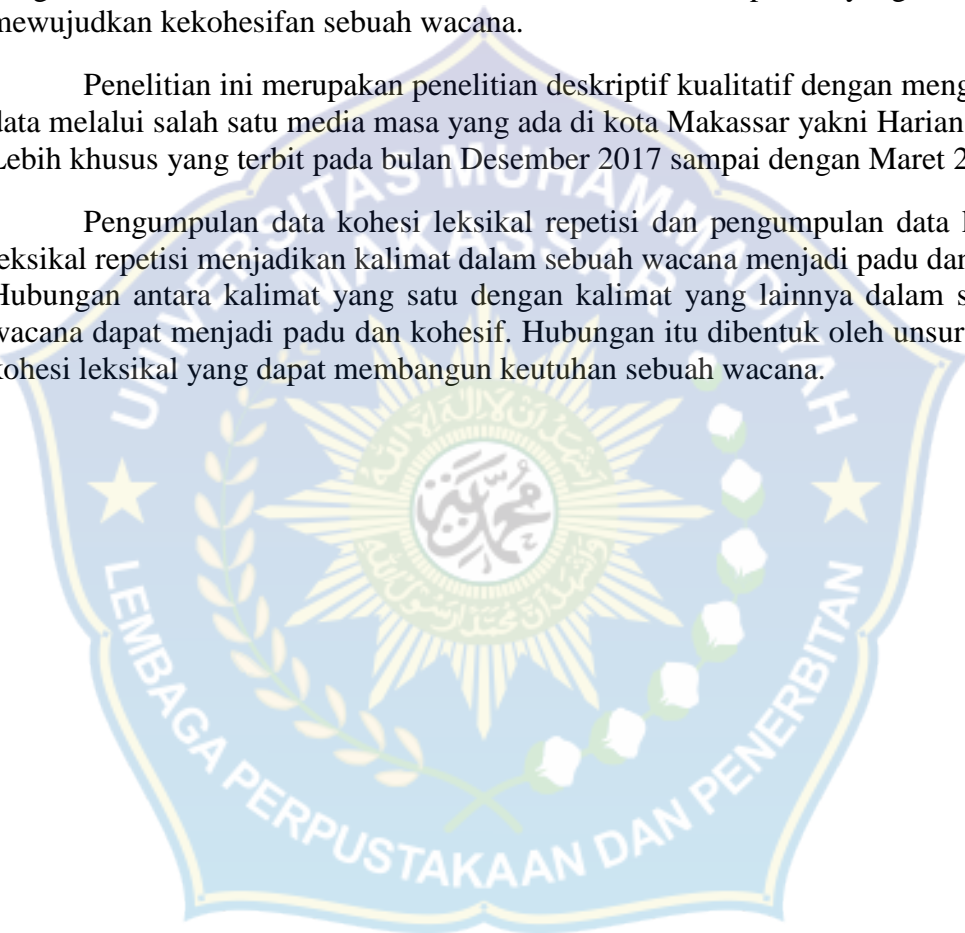 mewujudkan kekohesifan sebuah wacana.
Penelitian ini merupakan penelitian deskriptif kualitatif dengan meng
data melalui salah satu media masa yang ada di kota Makassar yakni Harian
Lebih khusus yang terbit pada bulan Desember 2017 sampai dengan Maret 2
Pengumpulan data kohesi leksikal repetisi dan pengumpulan data
leksikal repetisi menjadikan kalimat dalam sebuah wacana menjadi padu dan
Hubungan antara kalimat yang satu dengan kalimat yang lainnya dalam s
wacana dapat menjadi padu dan kohesif. Hubungan itu dibentuk oleh unsur
kohesi leksikal yang dapat membangun keutuhan sebuah wacana.
UNIVERSITAS MUHAMMADIYAH
MAKASSAR
LEMBAGA PERPUSTAKAAN DAN PENERBITAN